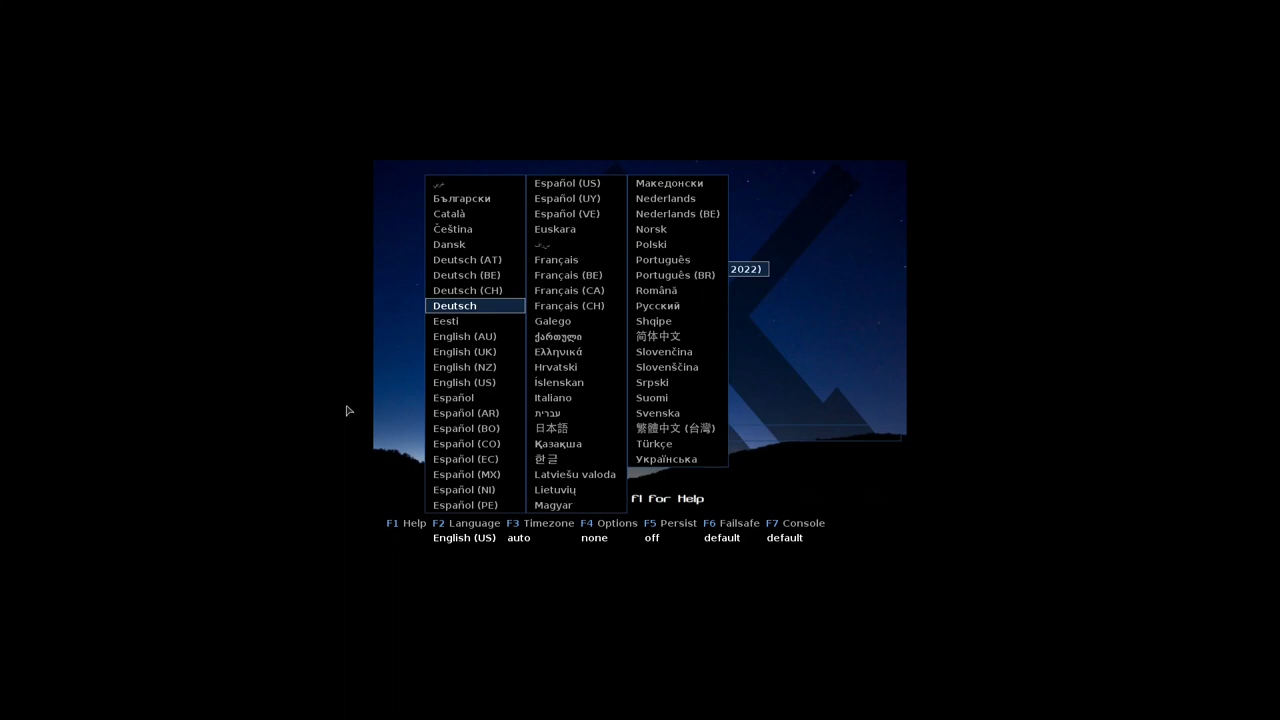 Български
Català
Čeština
Dansk
Deutsch (AT)
Deutsch (BE)
Deutsch (CH)
Deutsch
Eesti
English (AU)
English (UK)
English (NZ)
English (US)
Español
Español (AR)
Español (BO)
Español (CO)
Español (EC)
Español (MX)
Español (NI)
Español (PE)
Español (US)
Español (UY)
Español (VE)
Euskara
Français
Français (BE)
Français (CA)
Français (CH)
Galego
ქართული
Ελληνικά
Hrvatski
Íslenskan
Italiano
עברית
日本語
Қазақша
한글
Latviešu valoda
Lietuvių
Magyar
Македонски
Nederlands
Nederlands (BE)
Norsk
Polski
Português
Português (BR)
Română
Русский
Shqipe
简体中文
Slovenčina
Slovenščina
Srpski
Suomi
Svenska
繁體中文 (台灣)
Türkçe
Українська
2022)
f1 for Help
F1 Help F2 Language F3 Timezone F4 Options F5 Persist F6 Failsafe F7 Console
English (US) auto none off default default